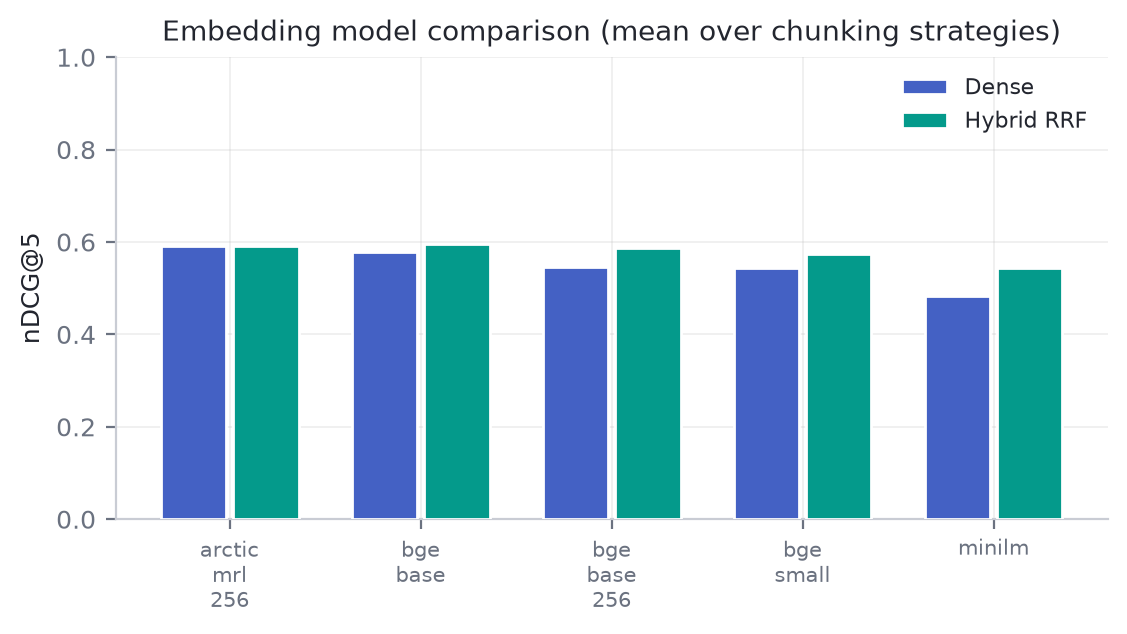 Embedding model comparison (mean over chunking strategies)
1.0
0.8
0.6
0.4
0.2
0.0
nDCG@5
Dense
Hybrid RRF
arctic
mrl
256
bge
base
bge
base
256
bge
small
minilm